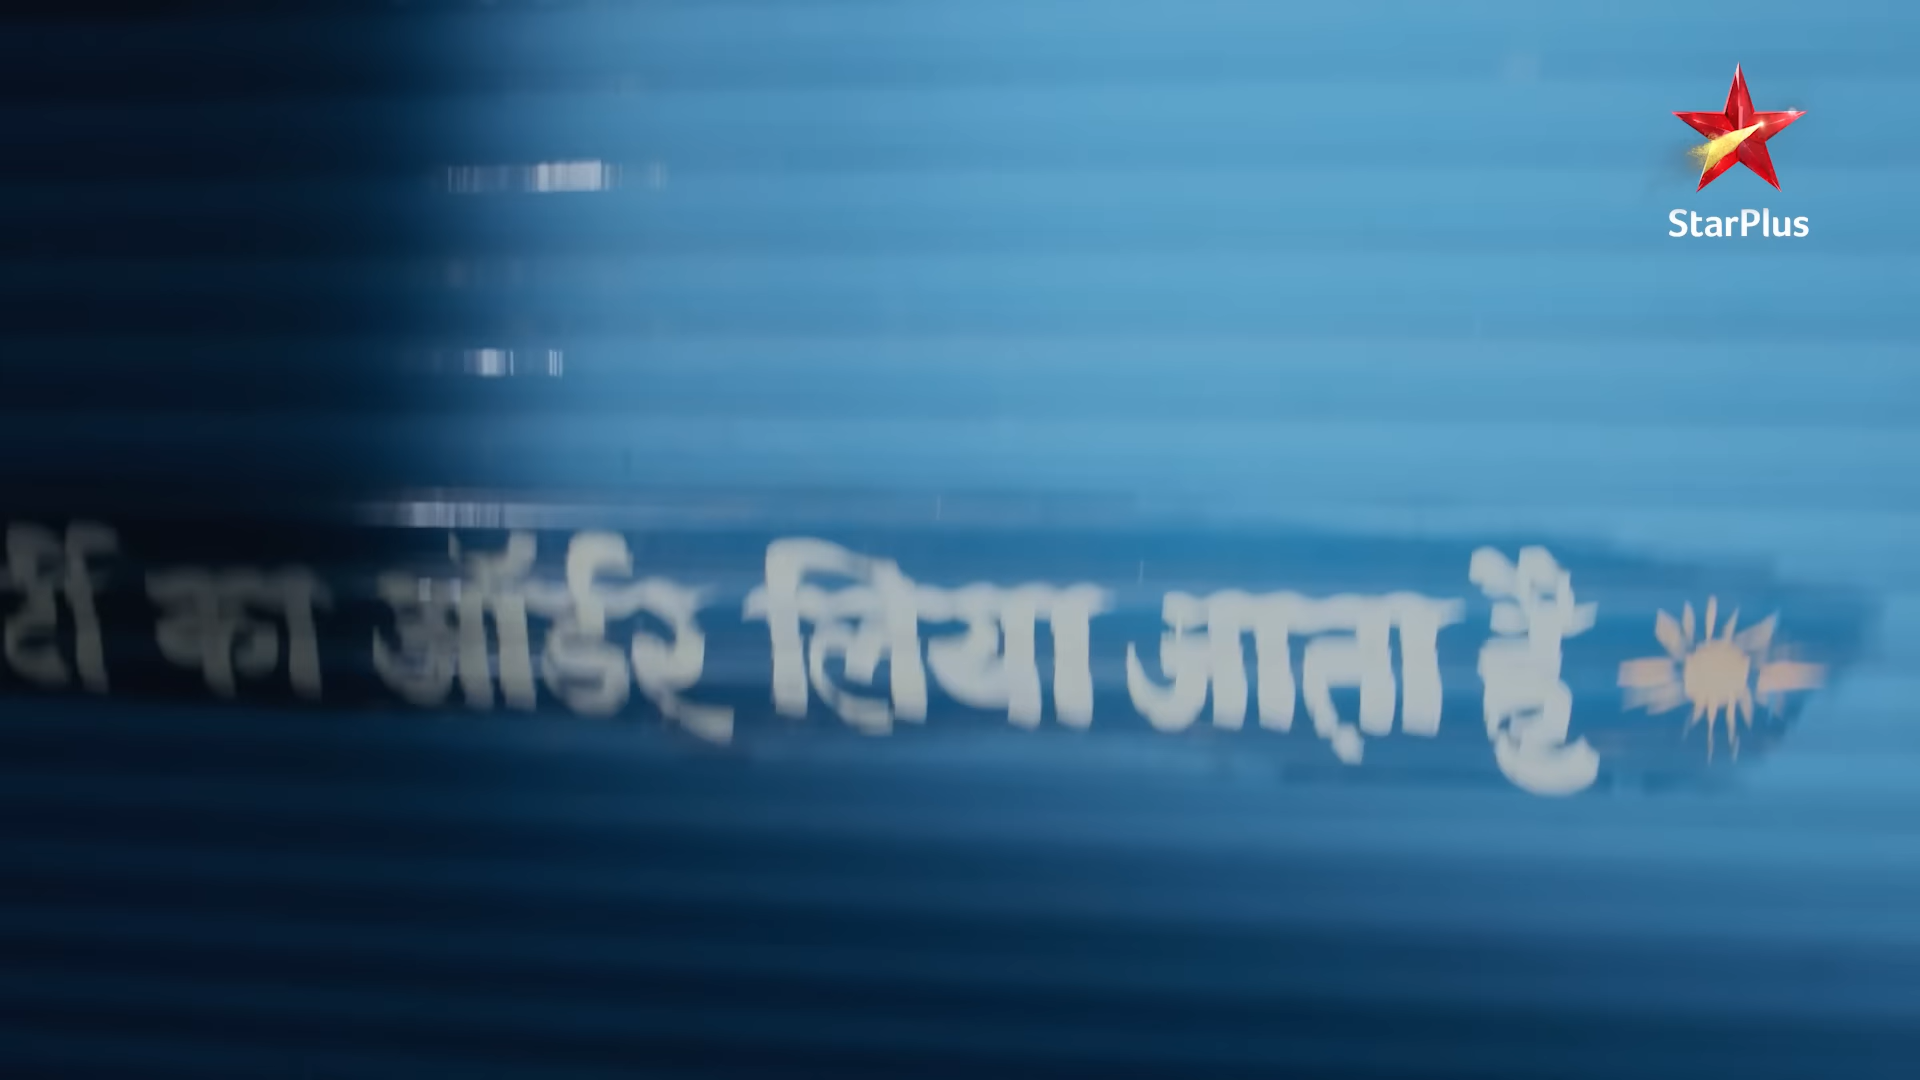 StarPlus
र्टी का ऑर्डर लिया जाता है